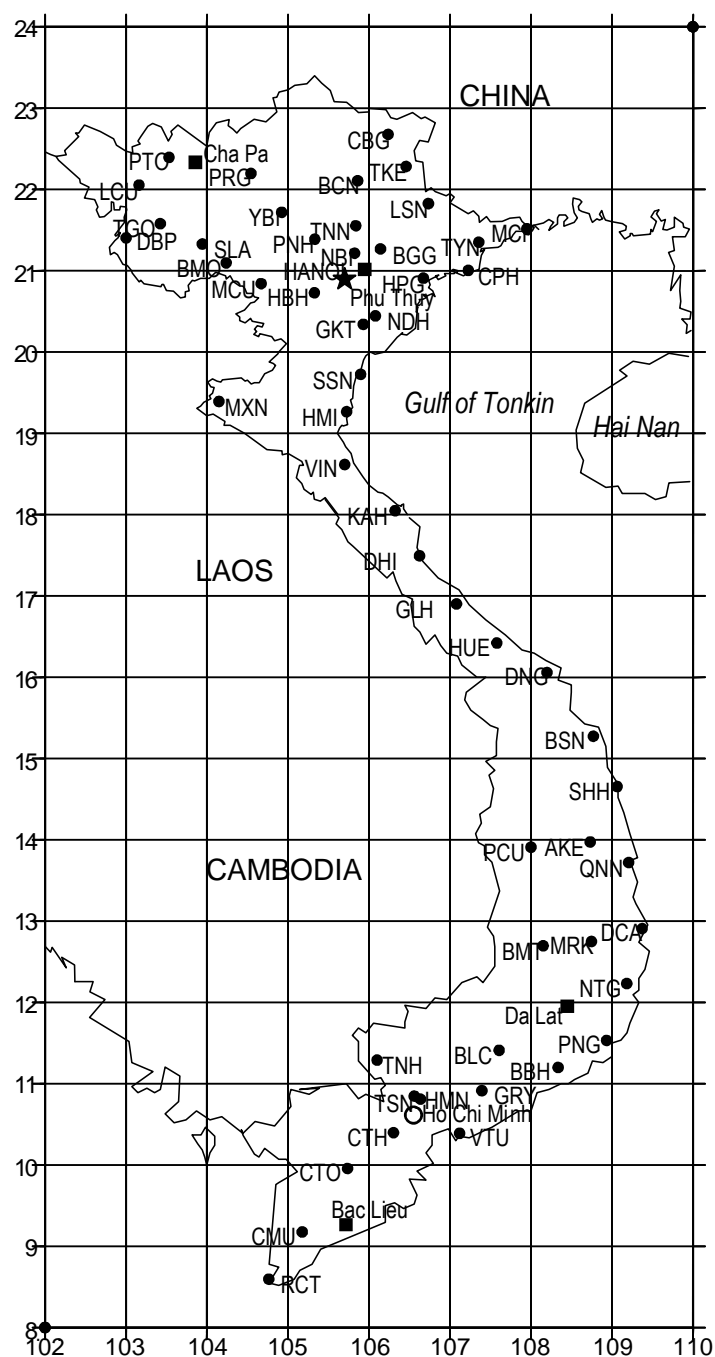 24
CHINA
23
CBG
PTO
Cha Pa
TKE
PRG
BCN
22
LCU
LSN
YBI
TGO
TNN
MCI
DBP
PNH
TYN
SLA
NBI
BGG
BMO
HANOI
21
CPH
MCU
HPG
HBH
Phu Thuy
GKT
NDH
20
SSN
MXN
Gulf of Tonkin
HMI
Hai Nan
19
VIN
18
KAH
DHI
LAOS
17
GLH
HUE
16
DNG
BSN
15
SHH
14
PCU
AKE
CAMBODIA
QNN
13
DCA
BMT
MRK
NTG
12
Da Lat
PNG
BLC
TNH
BBH
11
GRY
TSN
HMN
Ho Chi Minh
CTH
VTU
10
CTO
Bac Lieu
CMU
9
RCT
8
102
103
104
105
106
107
108
109
110